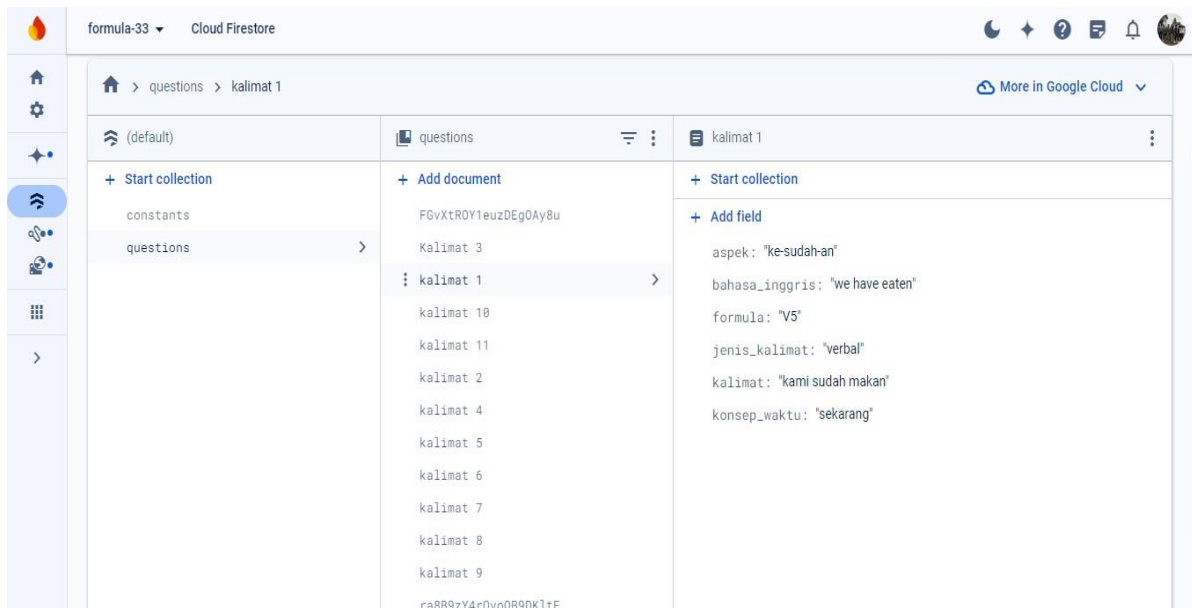 formula-33 Cloud Firestore
questions kalimat 1 More in Google Cloud
(default)
+ Start collection
constants
questions
questions
+ Add document
FGvXtROY1euzDEgOAy8u
Kalimat 3
kalimat 1
kalimat 10
kalimat 11
kalimat 2
kalimat 4
kalimat 5
kalimat 6
kalimat 7
kalimat 8
kalimat 9
kalimat 1
+ Start collection
+ Add field
aspek: "ke-sudah-an"
bahasa_inggris: "we have eaten"
formula: "V5"
jenis_kalimat: "verbal"
kalimat: "kami sudah makan"
konsep_waktu: "sekarang"